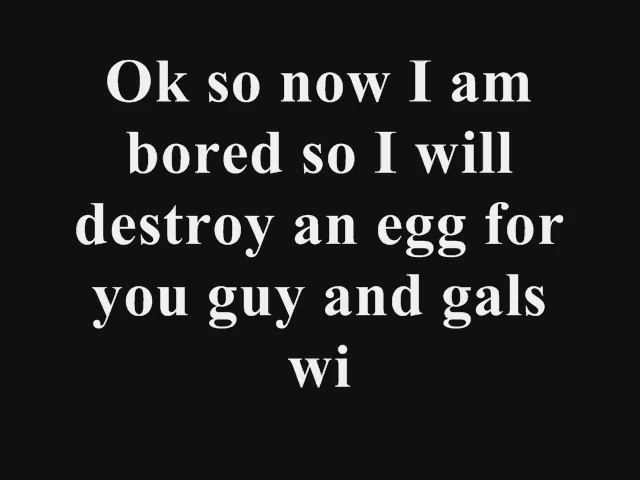 Ok so now I am
bored so I will
destroy an egg for
you guy and gals
wi